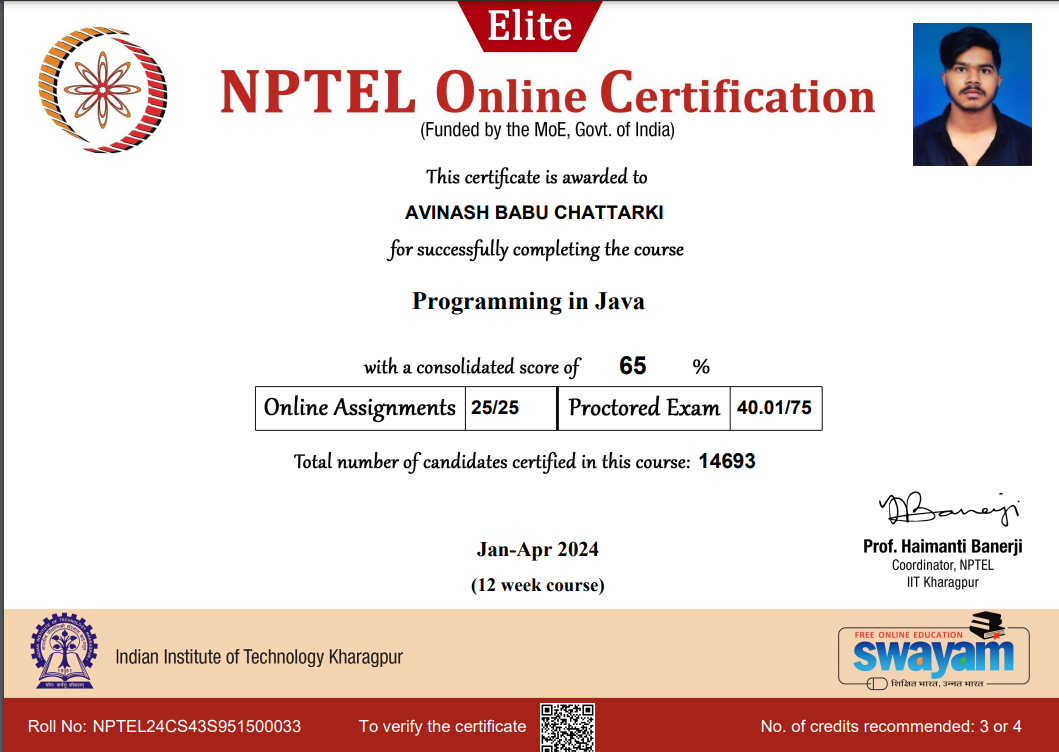 Elite
NPTEL Online Certification
(Funded by the MoE, Govt. of India)
This certificate is awarded to
AVINASH BABU CHATTARKI
for successfully completing the course
Programming in Java
with a consolidated score of 65 %
Online Assignments 25/25 Proctored Exam 40.01/75
Total number of candidates certified in this course: 14693
Jan-Apr 2024
(12 week course)
Prof. Haimanti Banerji
Coordinator, NPTEL
IIT Kharagpur
Indian Institute of Technology Kharagpur
FREE ONLINE EDUCATION
swayam
शिक्षित भारत, उन्नत भारत
Roll No: NPTEL24CS43S951500033
To verify the certificate
No. of credits recommended: 3 or 4